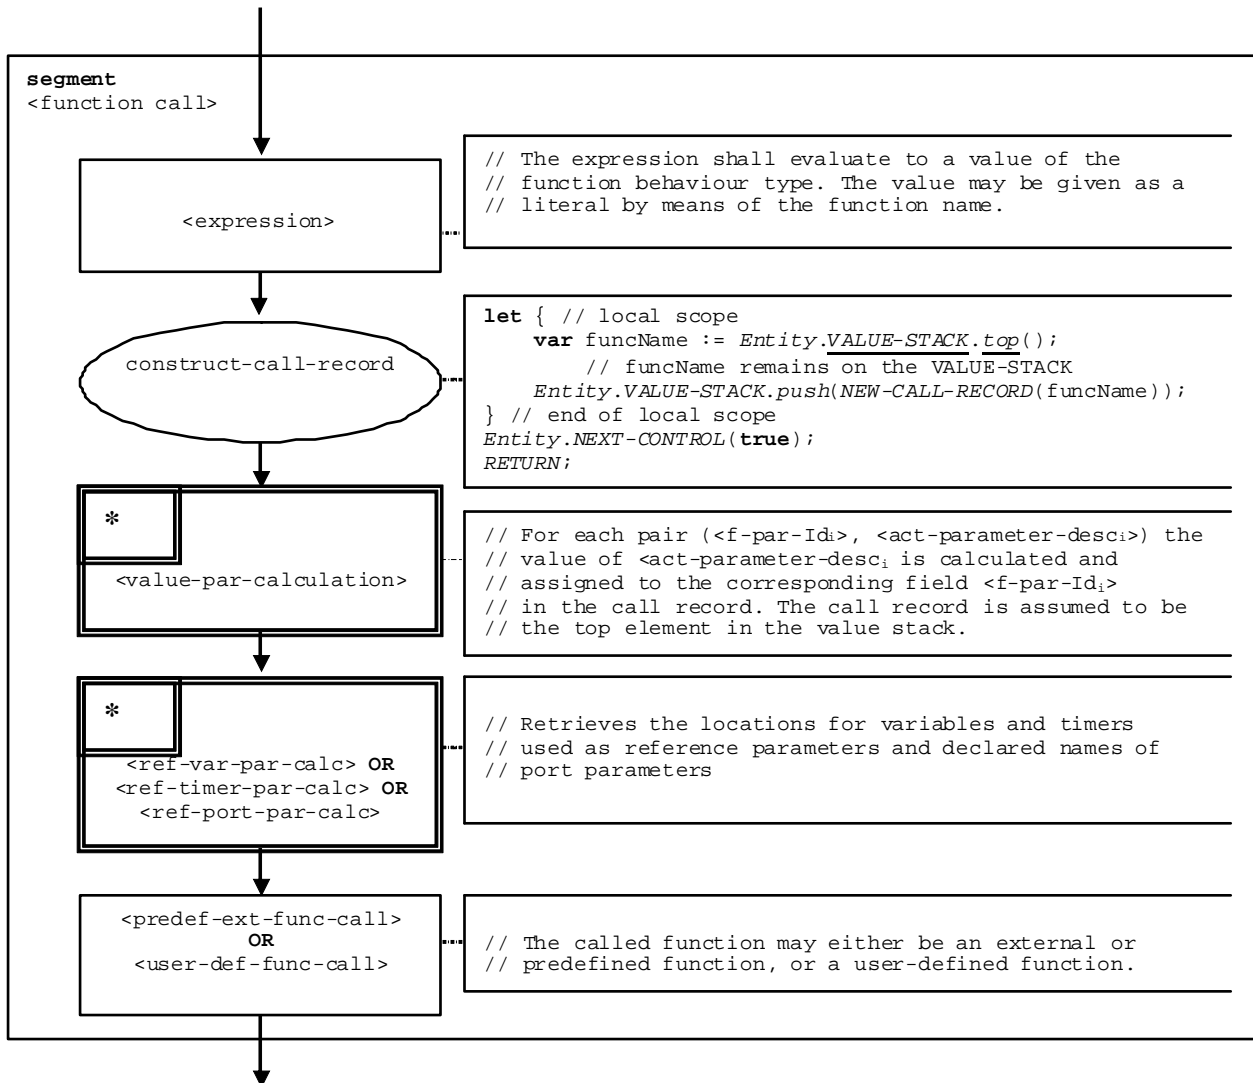 segment
<function call>
<expression>
// The expression shall evaluate to a value of the
// function behaviour type. The value may be given as a
// literal by means of the function name.
construct-call-record
let { // local scope
var funcName := Entity.VALUE-STACK.top();
// funcName remains on the VALUE-STACK
Entity.VALUE-STACK.push(NEW-CALL-RECORD(funcName));
} // end of local scope
Entity.NEXT-CONTROL(true);
RETURN;
*
<value-par-calculation>
// For each pair (<f-par-Idᵢ>, <act-parameter-descᵢ>) the
// value of <act-parameter-descᵢ is calculated and
// assigned to the corresponding field <f-par-Idᵢ>
// in the call record. The call record is assumed to be
// the top element in the value stack.
*
<ref-var-par-calc> OR
<ref-timer-par-calc> OR
<ref-port-par-calc>
// Retrieves the locations for variables and timers
// used as reference parameters and declared names of
// port parameters
<predef-ext-func-call>
OR
<user-def-func-call>
// The called function may either be an external or
// predefined function, or a user-defined function.